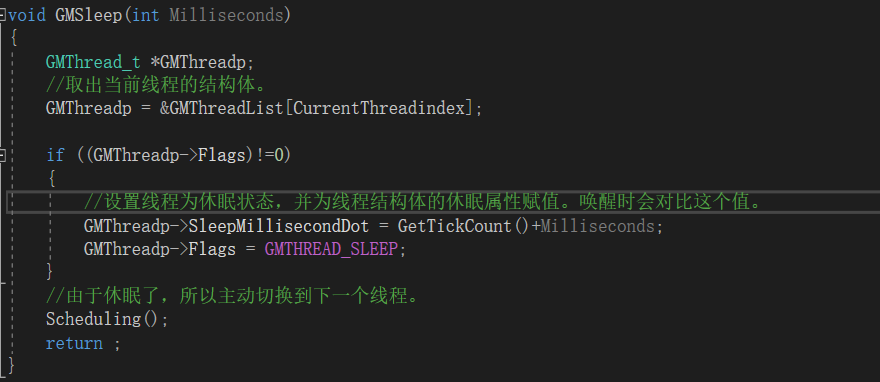 void GMSleep(int Milliseconds)
{
GMThread_t *GMThreadp;
//取出当前线程的结构体。
GMThreadp = &GMThreadList[CurrentThreadindex];
if ((GMThreadp->Flags)!=0)
{
//设置线程为休眠状态，并为线程结构体的休眠属性赋值。唤醒时会对比这个值。
GMThreadp->SleepMillisecondDot = GetTickCount()+Milliseconds;
GMThreadp->Flags = GMTHREAD_SLEEP;
}
//由于休眠了，所以主动切换到下一个线程。
Scheduling();
return ;
}